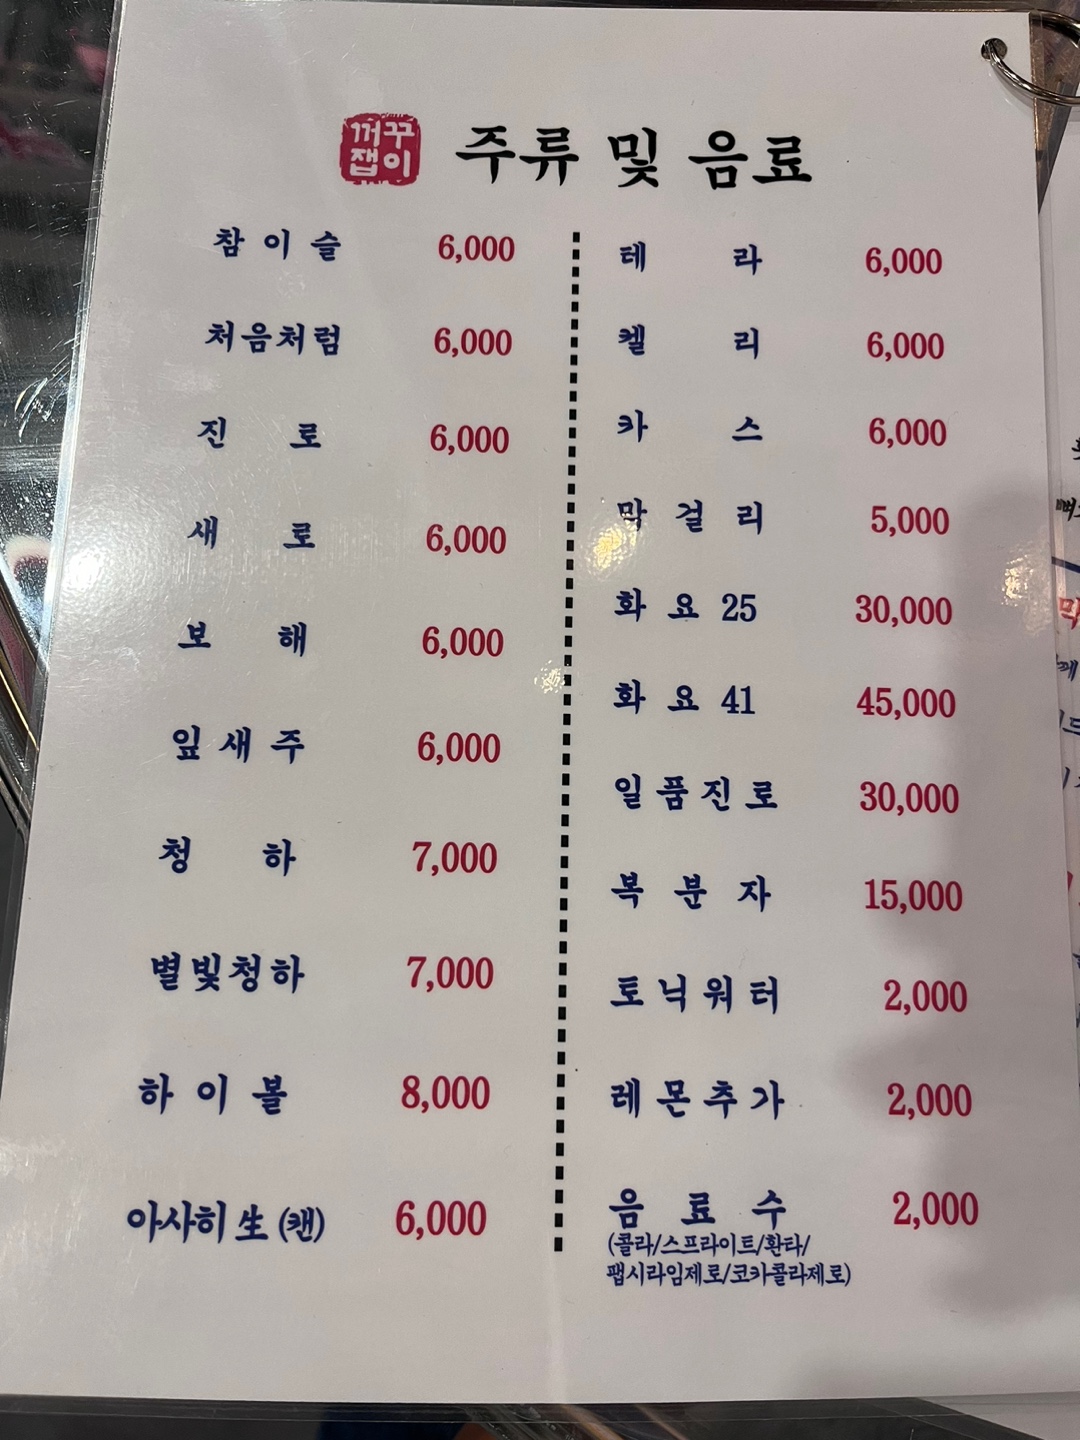 꺼꾸
잽이
주류 및 음료
참이슬 6,000
처음처럼 6,000
진로 6,000
새로 6,000
보해 6,000
잎새주 6,000
청하 7,000
별빛청하 7,000
하이볼 8,000
아사히生(캔) 6,000
테라 6,000
켈리 6,000
카스 6,000
막걸리 5,000
화요25 30,000
화요41 45,000
일품진로 30,000
복분자 15,000
토닉워터 2,000
레몬추가 2,000
음료수 2,000
(콜라/스프라이트/환타/
팹시라임제로/코카콜라제로)